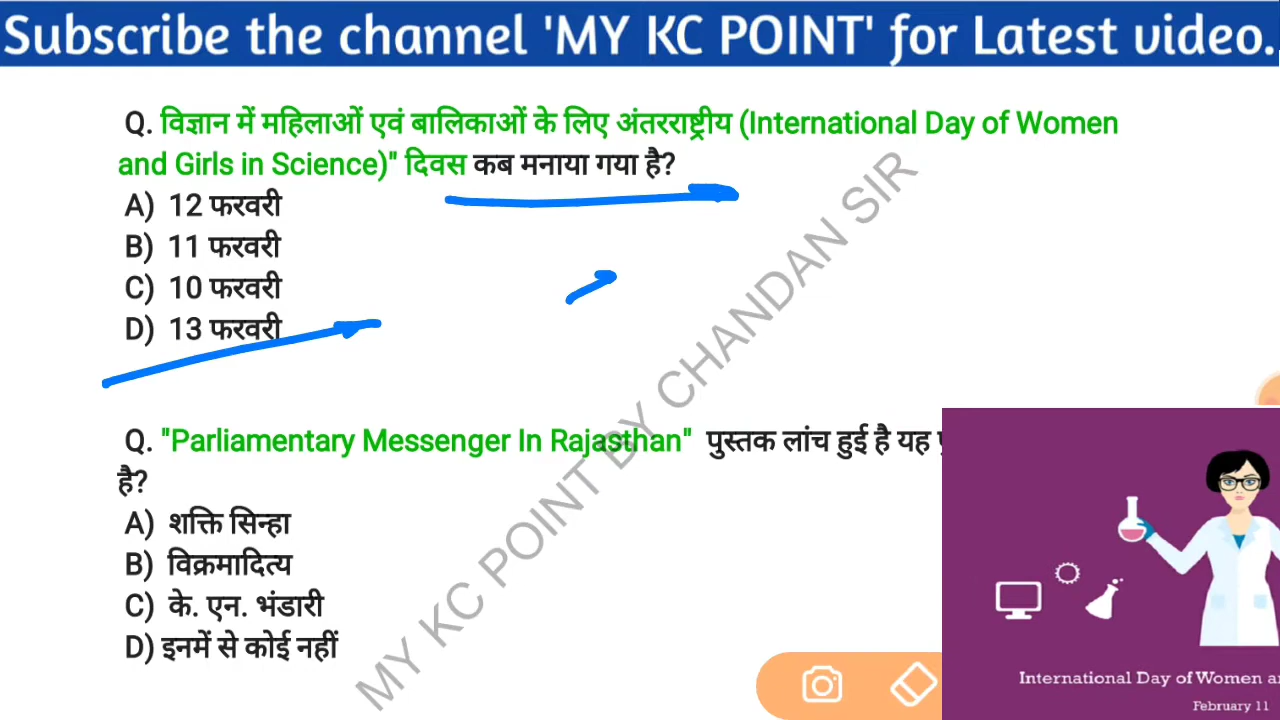 Subscribe the channel 'MY KC POINT' for Latest video.
Q. विज्ञान में महिलाओं एवं बालिकाओं के लिए अंतरराष्ट्रीय (International Day of Women
and Girls in Science)" दिवस कब मनाया गया है?
A) 12 फरवरी
B) 11 फरवरी
C) 10 फरवरी
D) 13 फरवरी
Q. "Parliamentary Messenger In Rajasthan" पुस्तक लांच हुई है यह
है?
A) शक्ति सिन्हा
B) विक्रमादित्य
C) के. एन. भंडारी
D) इनमें से कोई नहीं
MY KC POINT BY CHANDAN SIR
International Day of Women
February 11